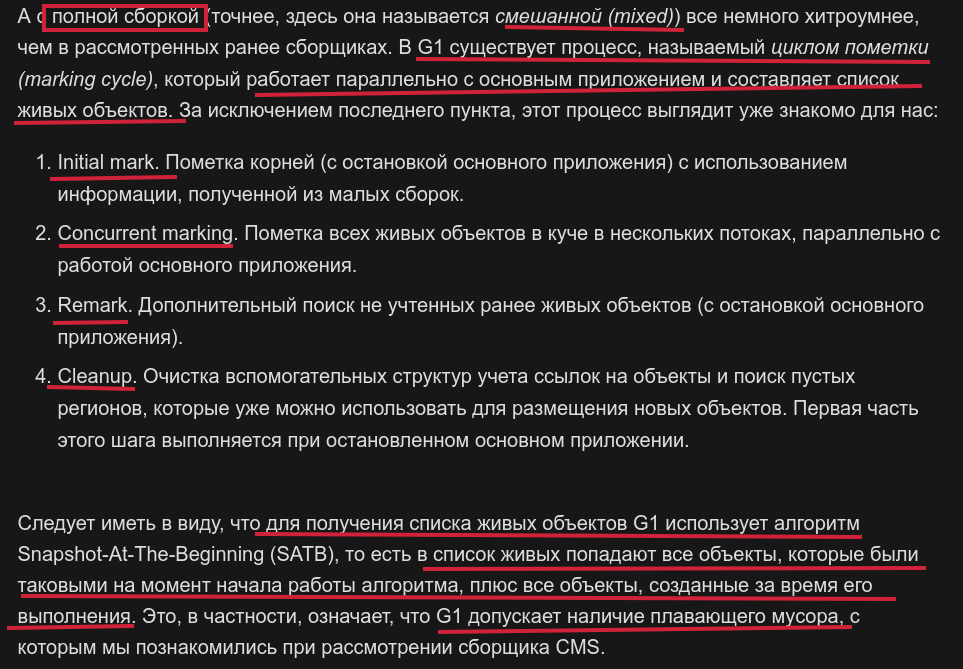 А с полной сборкой (точнее, здесь она называется смешанной (mixed)) все немного хитроумнее,
чем в рассмотренных ранее сборщиках. В G1 существует процесс, называемый циклом пометки
(marking cycle), который работает параллельно с основным приложением и составляет список
живых объектов. За исключением последнего пункта, этот процесс выглядит уже знакомо для нас:
1. Initial mark. Пометка корней (с остановкой основного приложения) с использованием
информации, полученной из малых сборок.
2. Concurrent marking. Пометка всех живых объектов в куче в нескольких потоках, параллельно с
работой основного приложения.
3. Remark. Дополнительный поиск не учтенных ранее живых объектов (с остановкой основного
приложения).
4. Cleanup. Очистка вспомогательных структур учета ссылок на объекты и поиск пустых
регионов, которые уже можно использовать для размещения новых объектов. Первая часть
этого шага выполняется при остановленном основном приложении.
Следует иметь в виду, что для получения списка живых объектов G1 использует алгоритм
Snapshot-At-The-Beginning (SATB), то есть в список живых попадают все объекты, которые были
таковыми на момент начала работы алгоритма, плюс все объекты, созданные за время его
выполнения. Это, в частности, означает, что G1 допускает наличие плавающего мусора, с
которым мы познакомились при рассмотрении сборщика CMS.